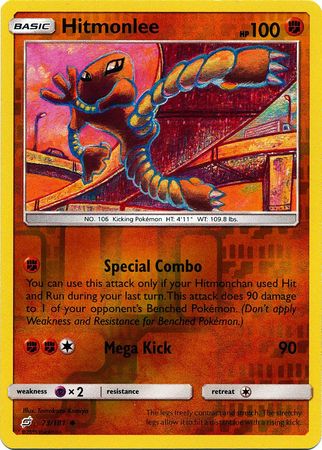 BASIC Hitmonlee HP 100
NO. 106 Kicking Pokémon HT: 4'11" WT: 109.8 lbs.
Special Combo
You can use this attack only if your Hitmonchan used Hit
and Run during your last turn. This attack does 90 damage
to 1 of your opponent's Benched Pokémon. (Don't apply
Weakness and Resistance for Benched Pokémon.)
Mega Kick 90
weakness × 2 resistance retreat
Illus. Tomokazu Komiya
73/181
The legs freely contract and stretch. The stretchy
legs allow it to hit a distant foe with a rising kick.